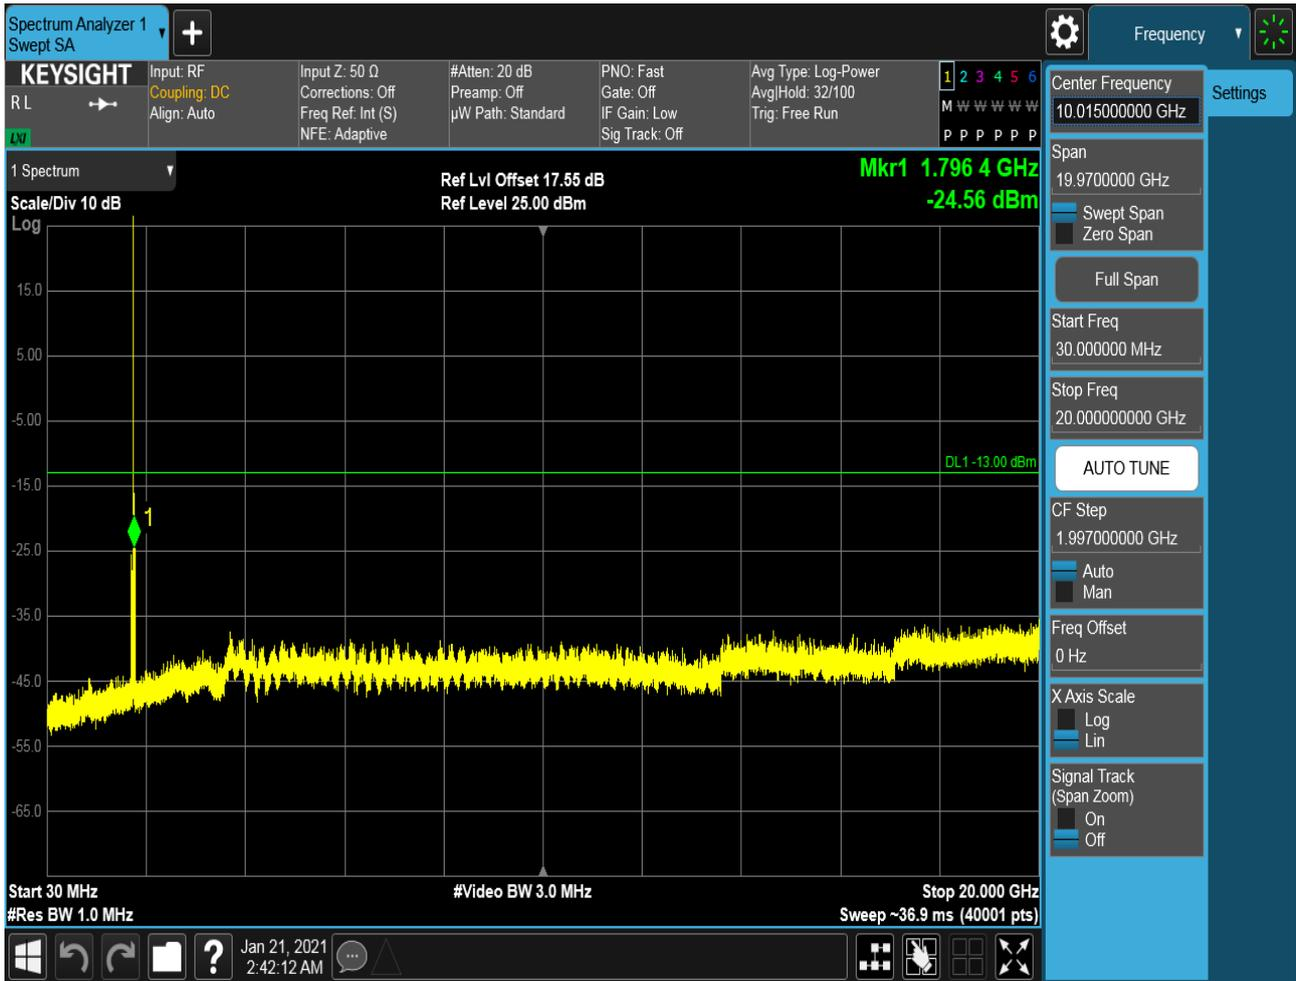 Spectrum Analyzer 1
Swept SA
Frequency
KEYSIGHT
R L
LXI
Input: RF
Coupling: DC
Align: Auto
Input Z: 50 Ω
Corrections: Off
Freq Ref: Int (S)
NFE: Adaptive
#Atten: 20 dB
Preamp: Off
µW Path: Standard
PNO: Fast
Gate: Off
IF Gain: Low
Sig Track: Off
Avg Type: Log-Power
Avg|Hold: 32/100
Trig: Free Run
1 2 3 4 5 6
M W W W W W
P P P P P P
1 Spectrum
Scale/Div 10 dB
Log
Ref Lvl Offset 17.55 dB
Ref Level 25.00 dBm
Mkr1 1.796 4 GHz
-24.56 dBm
15.0
5.00
-5.00
DL1 -13.00 dBm
-15.0
1
-25.0
-35.0
-45.0
-55.0
-65.0
Start 30 MHz
#Video BW 3.0 MHz
Stop 20.000 GHz
#Res BW 1.0 MHz
Sweep ~36.9 ms (40001 pts)
Jan 21, 2021
2:42:12 AM
Center Frequency
10.015000000 GHz
Settings
Span
19.9700000 GHz
Swept Span
Zero Span
Full Span
Start Freq
30.000000 MHz
Stop Freq
20.000000000 GHz
AUTO TUNE
CF Step
1.997000000 GHz
Auto
Man
Freq Offset
0 Hz
X Axis Scale
Log
Lin
Signal Track
(Span Zoom)
On
Off